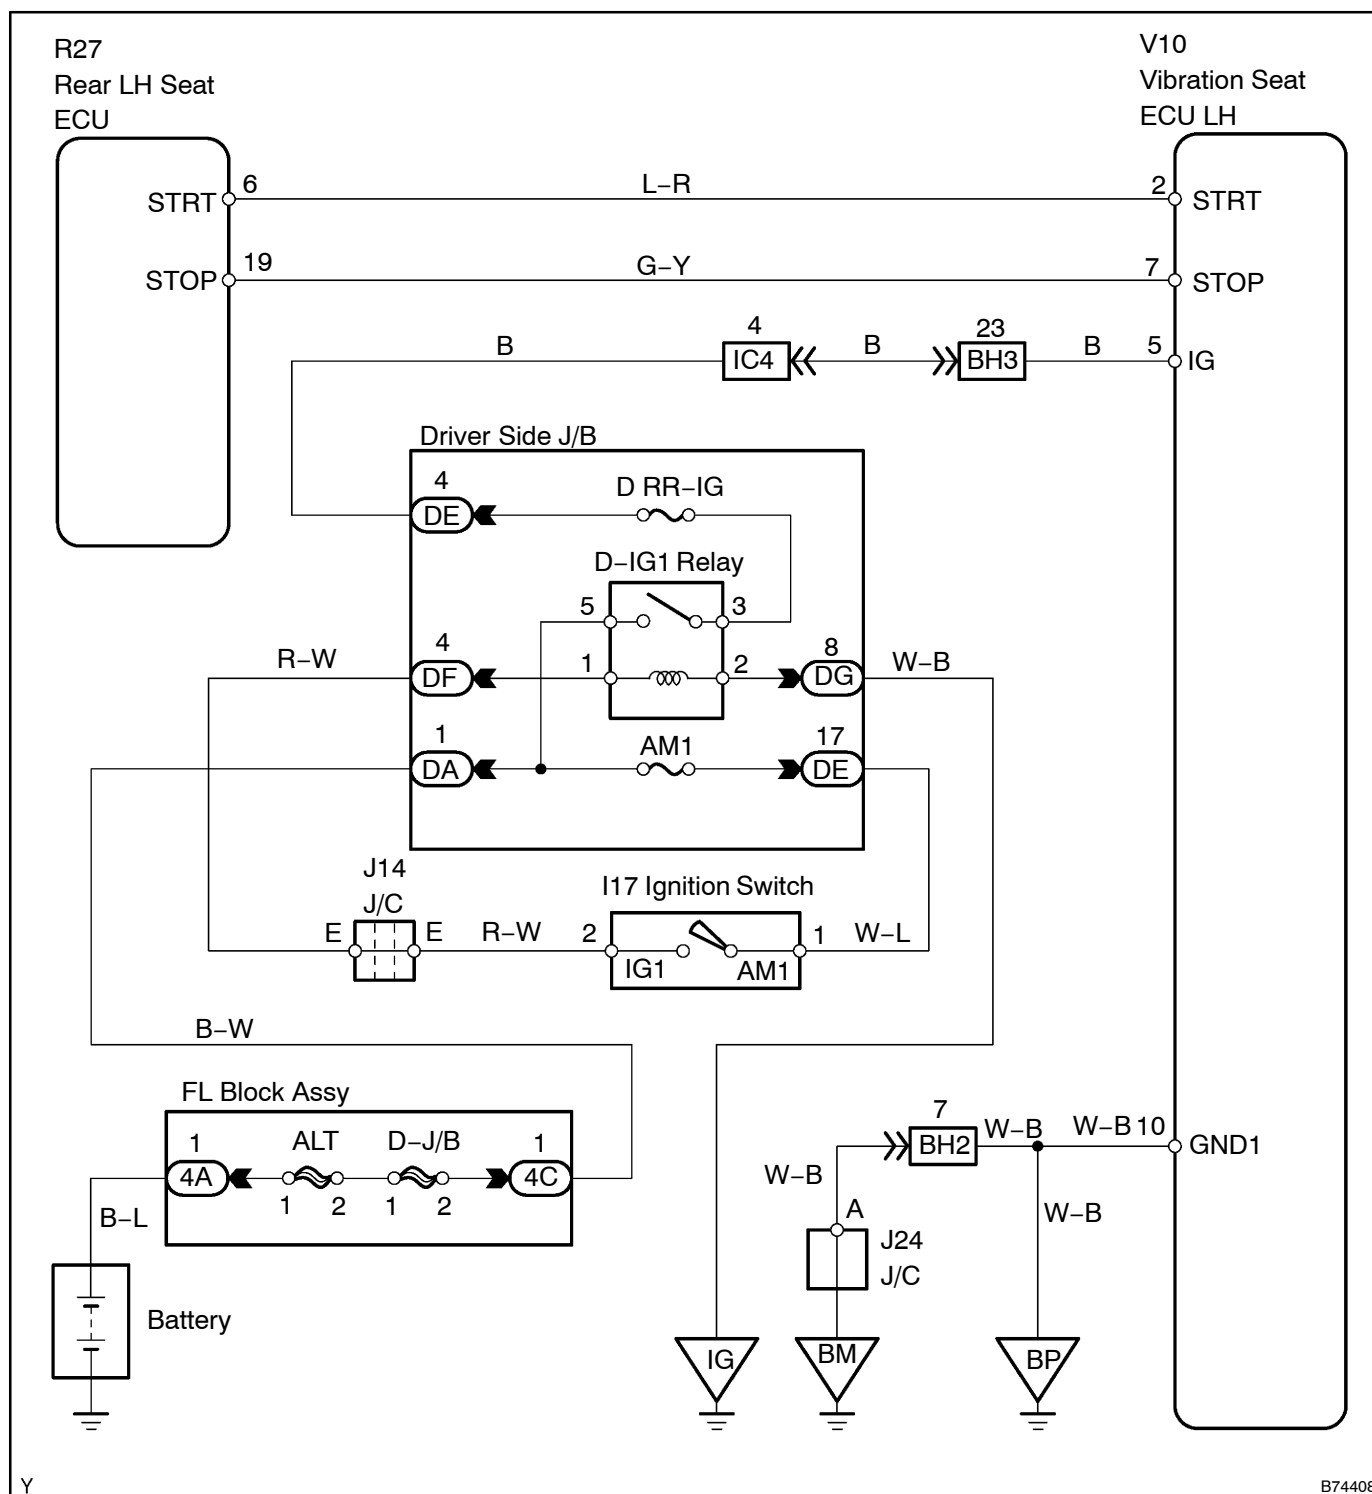 R27
Rear LH Seat
ECU
V10
Vibration Seat
ECU LH
STRT 6 L–R 2 STRT
STOP 19 G–Y 7 STOP
4 23
B IC4 B BH3 B 5 IG
Driver Side J/B
4 D RR–IG
DE
D–IG1 Relay
5 3
4 8
R–W DF 1 2 DG W–B
1 AM1 17
DA DE
J14
J/C
I17 Ignition Switch
E E R–W 2 1 W–L
IG1 AM1
B–W
FL Block Assy
1 ALT D–J/B 1
4A 4C
1 2 1 2
B–L
Battery
7
BH2 W–B W–B 10 GND1
W–B
W–B
A
J24
J/C
IG BM BP
Y B74408